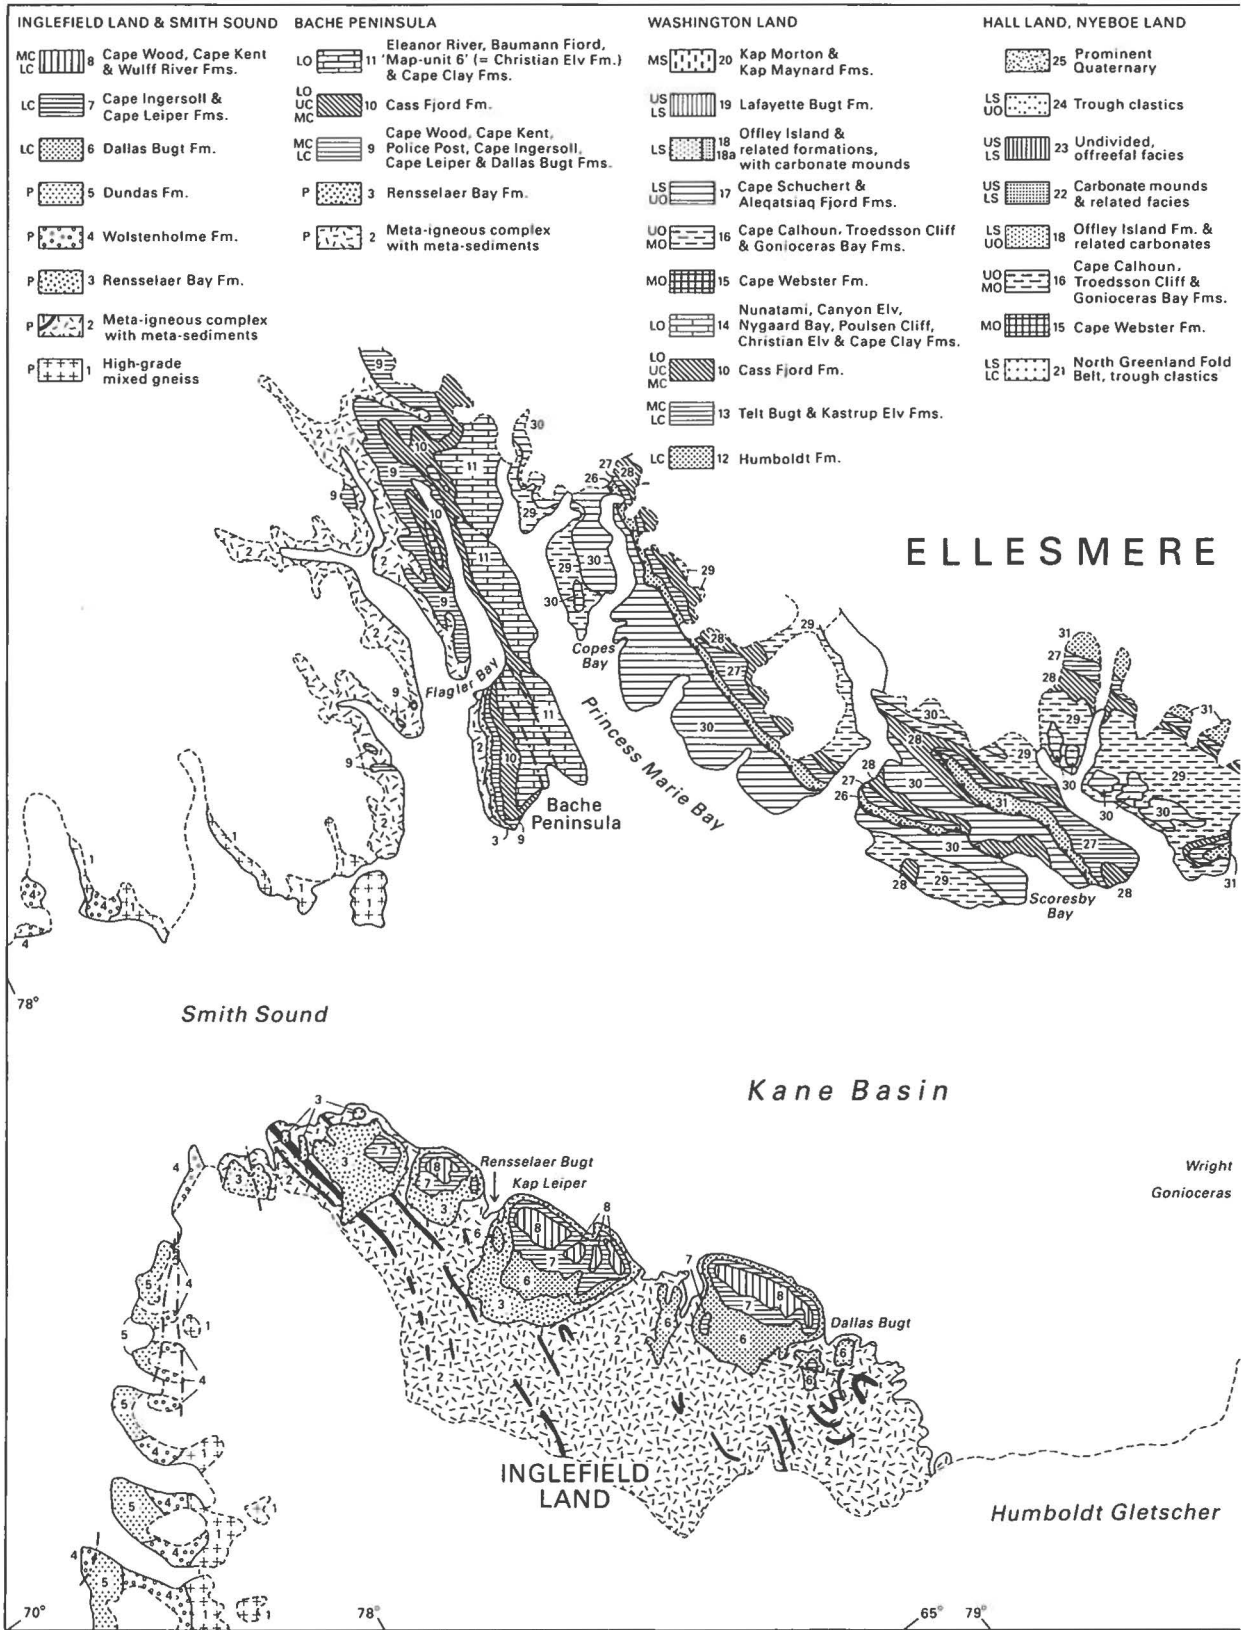 INGLEFIELD LAND & SMITH SOUND
MC
LC
8 Cape Wood, Cape Kent
& Wulff River Fms.
LC 7 Cape Ingersoll &
Cape Leiper Fms.
LC 6 Dallas Bugt Fm.
P 5 Dundas Fm.
P 4 Wolstenholme Fm.
P 3 Rensselaer Bay Fm.
P 2 Meta-igneous complex
with meta-sediments
P 1 High-grade
mixed gneiss
BACHE PENINSULA
LO 11 Eleanor River, Baumann Fiord,
'Map-unit 6' (= Christian Elv Fm.)
& Cape Clay Fms.
LO
UC
MC
10 Cass Fjord Fm.
MC
LC
9 Cape Wood, Cape Kent,
Police Post, Cape Ingersoll,
Cape Leiper & Dallas Bugt Fms.
P 3 Rensselaer Bay Fm.
P 2 Meta-igneous complex
with meta-sediments
WASHINGTON LAND
MS 20 Kap Morton &
Kap Maynard Fms.
US
LS
19 Lafayette Bugt Fm.
LS 18
18a
Offley Island &
related formations,
with carbonate mounds
LS
UO
17 Cape Schuchert &
Aleqatsiaq Fjord Fms.
UO
MO
16 Cape Calhoun, Troedsson Cliff
& Gonioceras Bay Fms.
MO 15 Cape Webster Fm.
LO 14 Nunatami, Canyon Elv,
Nygaard Bay, Poulsen Cliff,
Christian Elv & Cape Clay Fms.
LO
UC
MC
10 Cass Fjord Fm.
MC
LC
13 Telt Bugt & Kastrup Elv Fms.
LC 12 Humboldt Fm.
HALL LAND, NYEBOE LAND
25 Prominent
Quaternary
LS
UO
24 Trough clastics
US
LS
23 Undivided,
offreefal facies
US
LS
22 Carbonate mounds
& related facies
LS
UO
18 Offley Island Fm. &
related carbonates
UO
MO
16 Cape Calhoun,
Troedsson Cliff &
Gonioceras Bay Fms.
MO 15 Cape Webster Fm.
LS
LC
21 North Greenland Fold
Belt, trough clastics
ELLESMERE
Copes
Bay
Flagler Bay
Princess Marie Bay
Bache
Peninsula
Scoresby
Bay
78°
Smith Sound
Kane Basin
Rensselaer Bugt
Kap Leiper
Wright
Gonioceras
Dallas Bugt
INGLEFIELD
LAND
Humboldt Gletscher
70°
78°
65°
79°